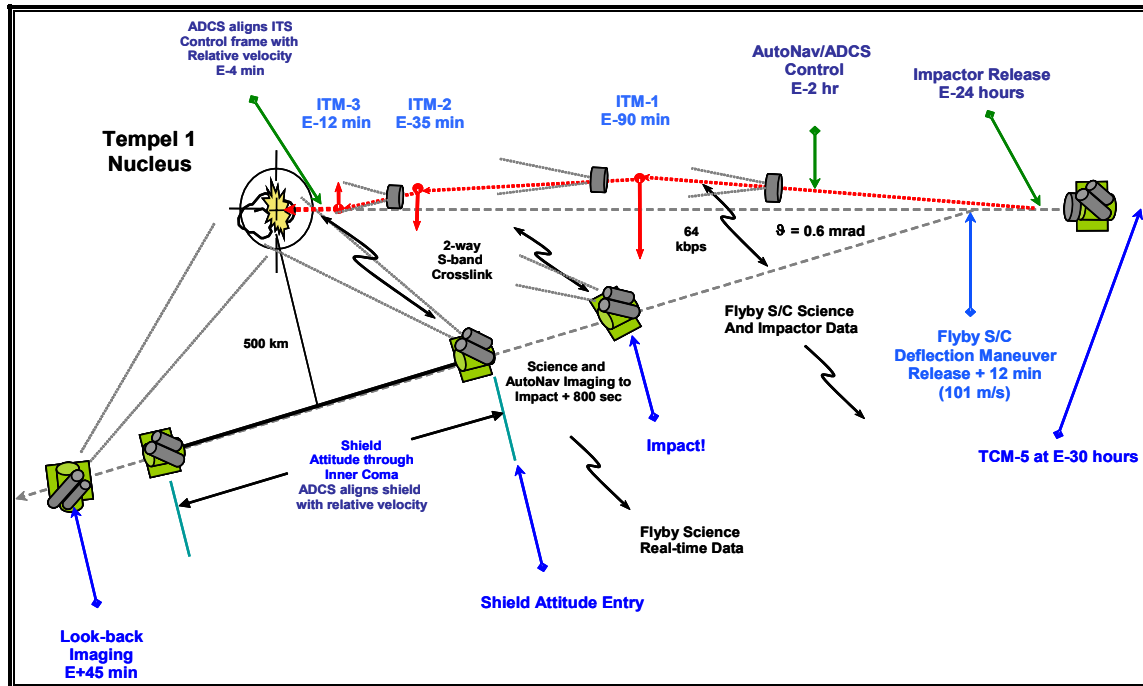 ADCS aligns ITS
Control frame with
Relative velocity
E-4 min
ITM-3
E-12 min
ITM-2
E-35 min
ITM-1
E-90 min
AutoNav/ADCS
Control
E-2 hr
Impactor Release
E-24 hours
Tempel 1
Nucleus
2-way
S-band
Crosslink
64
kbps
ϑ = 0.6 mrad
500 km
Science and
AutoNav Imaging to
Impact + 800 sec
Flyby S/C Science
And Impactor Data
Flyby S/C
Deflection Maneuver
Release + 12 min
(101 m/s)
Impact!
TCM-5 at E-30 hours
Shield
Attitude through
Inner Coma
ADCS aligns shield
with relative velocity
Flyby Science
Real-time Data
Shield Attitude Entry
Look-back
Imaging
E+45 min